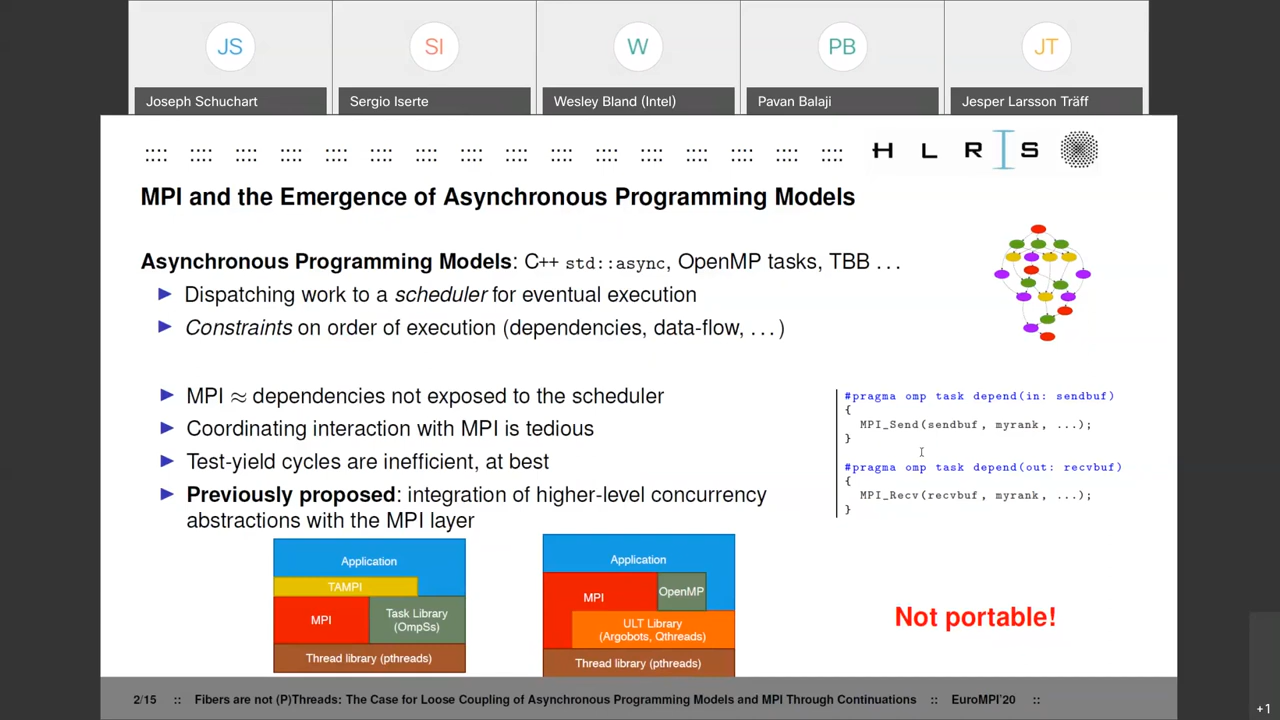 JS
SI
W
PB
JT
Joseph Schuchart
Sergio Iserte
Wesley Bland (Intel)
Pavan Balaji
Jesper Larsson Träff
H L R I S
MPI and the Emergence of Asynchronous Programming Models
Asynchronous Programming Models: C++ std::async, OpenMP tasks, TBB ...
Dispatching work to a scheduler for eventual execution
Constraints on order of execution (dependencies, data-flow, ...)
MPI ≈ dependencies not exposed to the scheduler
Coordinating interaction with MPI is tedious
Test-yield cycles are inefficient, at best
Previously proposed: integration of higher-level concurrency
abstractions with the MPI layer
#pragma omp task depend(in: sendbuf)
{
MPI_Send(sendbuf, myrank, ...);
}
#pragma omp task depend(out: recvbuf)
{
MPI_Recv(recvbuf, myrank, ...);
}
Application
TAMPI
MPI
Task Library
(OmpSs)
Thread library (pthreads)
Application
MPI
OpenMP
ULT Library
(Argobots, Qthreads)
Thread library (pthreads)
Not portable!
2/15 :: Fibers are not (P)Threads: The Case for Loose Coupling of Asynchronous Programming Models and MPI Through Continuations :: EuroMPI'20 ::
+1